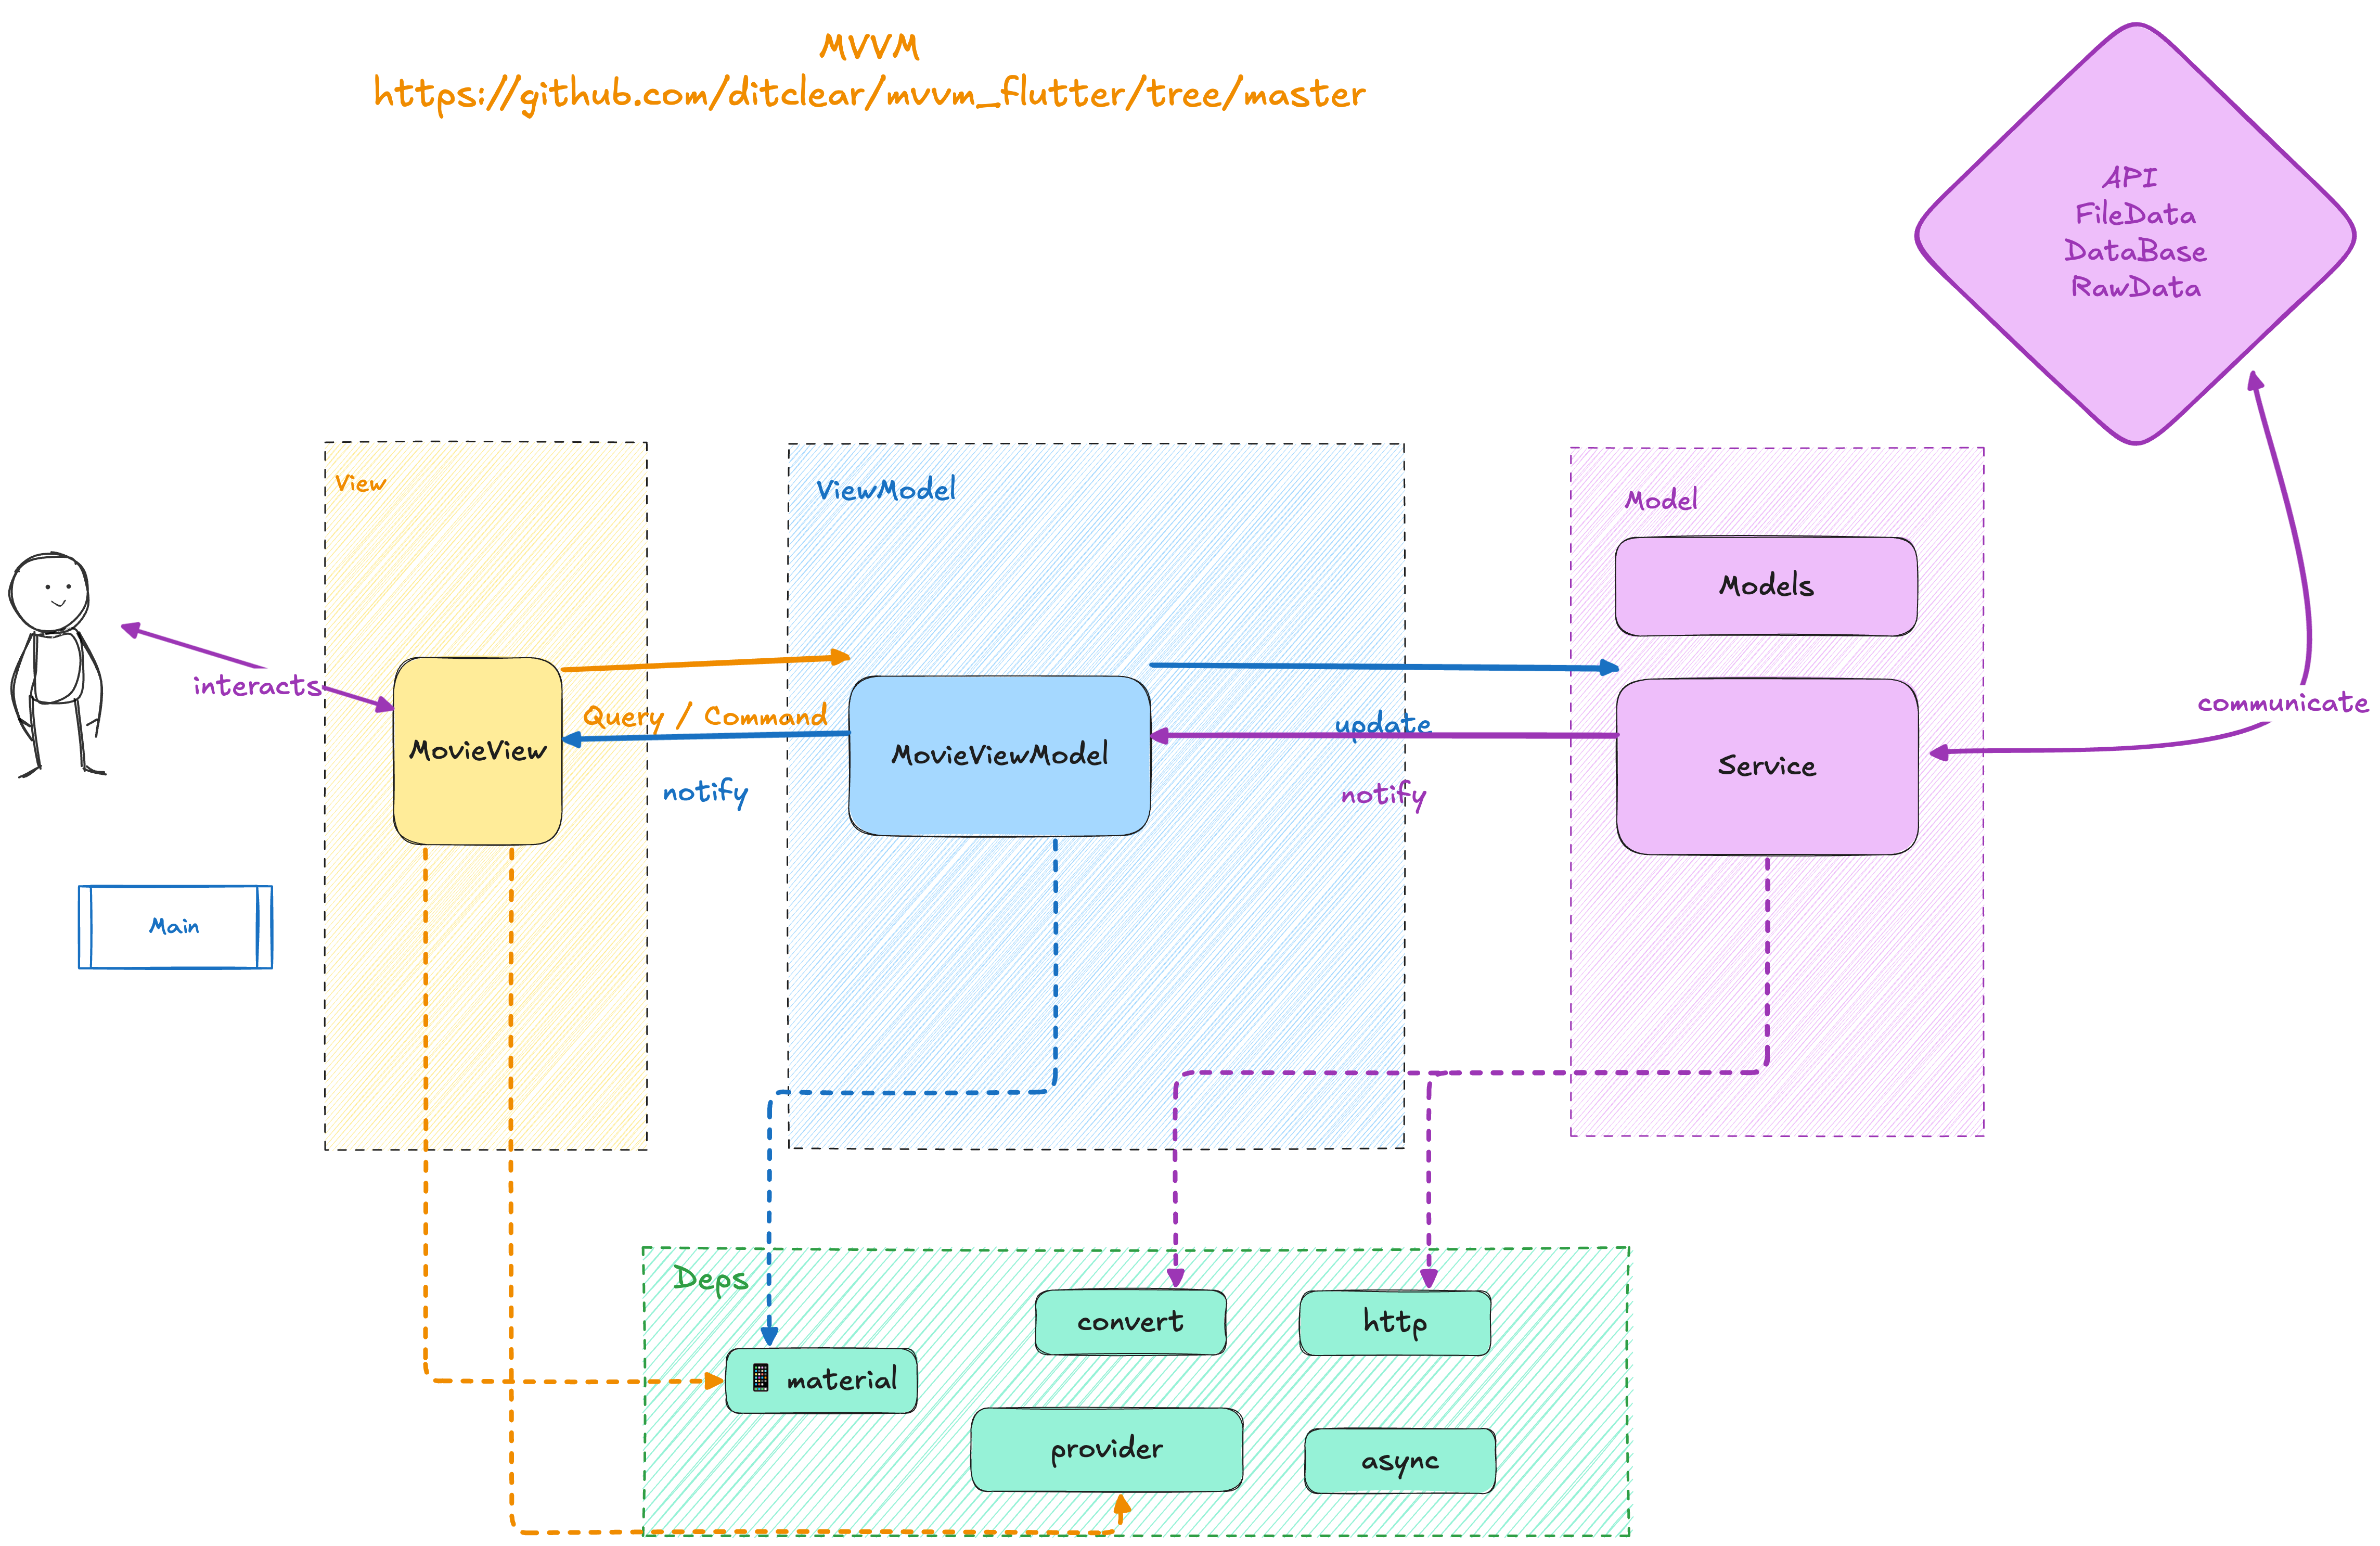 MVVM
https://github.com/ditclear/mvvm_flutter/tree/master
API
FileData
DataBase
RawData
View
ViewModel
Model
Models
interacts
Query / Command
update
communicate
MovieView
MovieViewModel
Service
notify
notify
Main
Deps
convert
http
material
provider
async